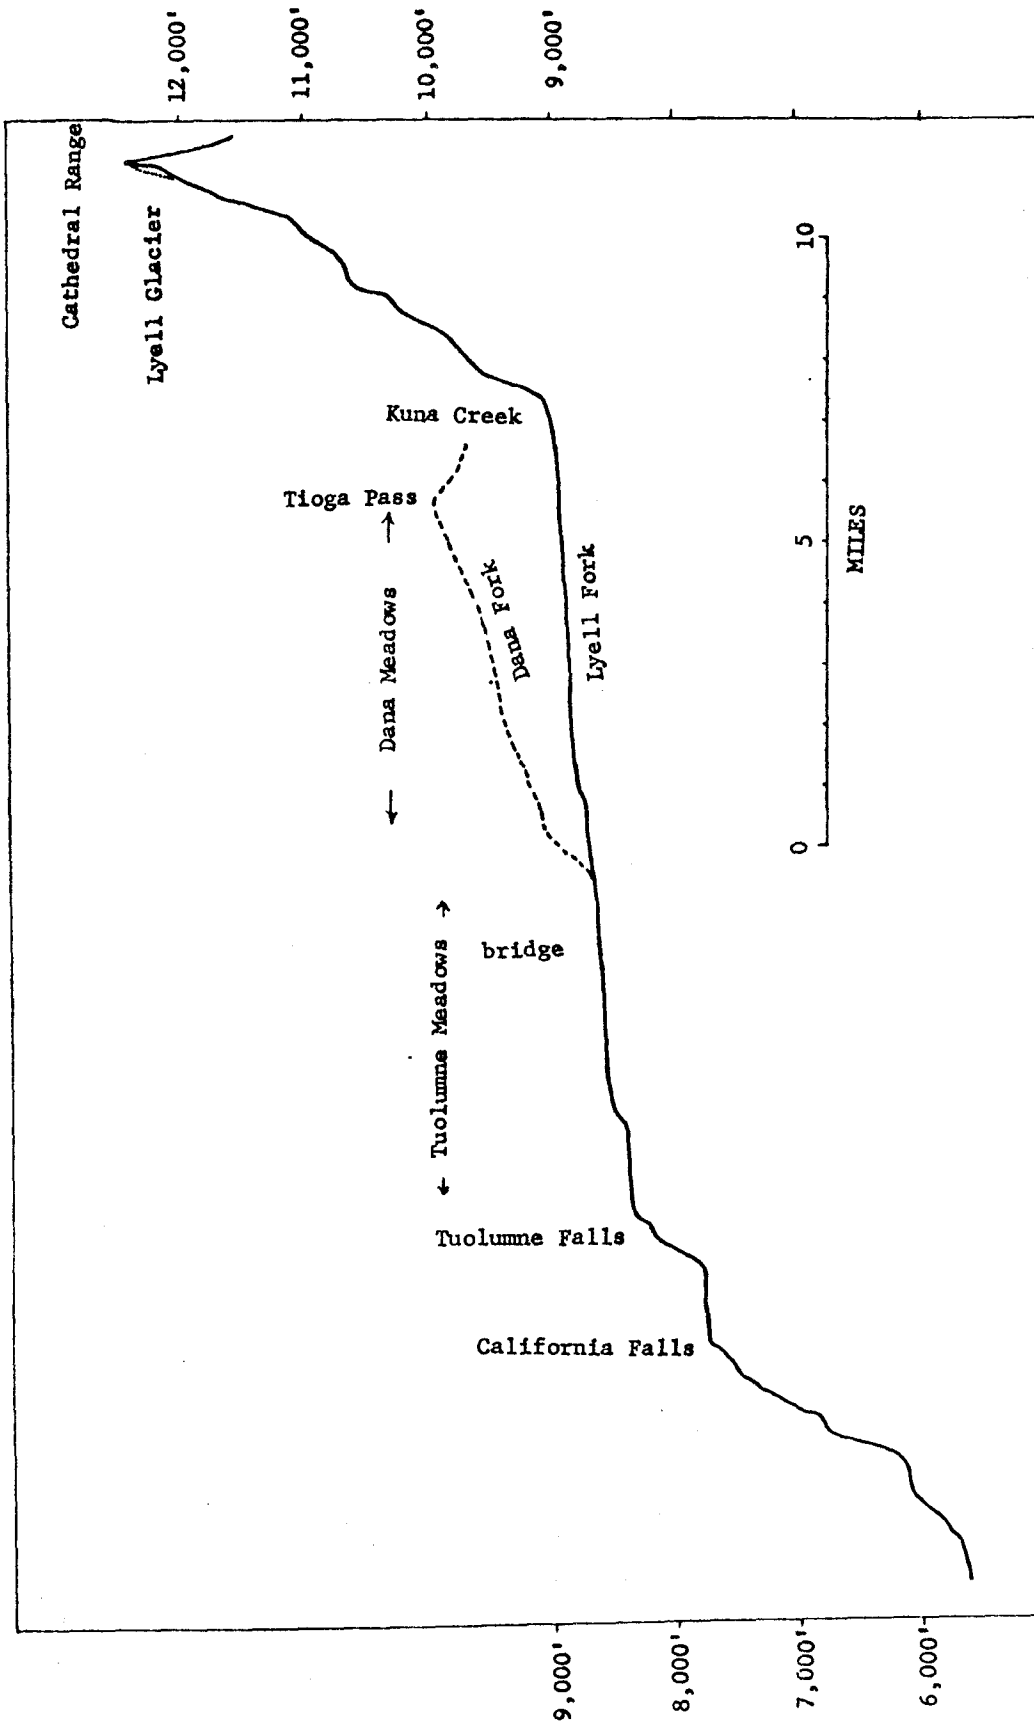 Cathedral Range
Lyell Glacier
12,000'
11,000'
10,000'
9,000'
Kuna Creek
Tioga Pass
← Dana Meadows →
Dana Fork
Lyell Fork
← Tuolumne Meadows →
bridge
Tuolumne Falls
California Falls
9,000'
8,000'
7,000'
6,000'
0 5 10
MILES